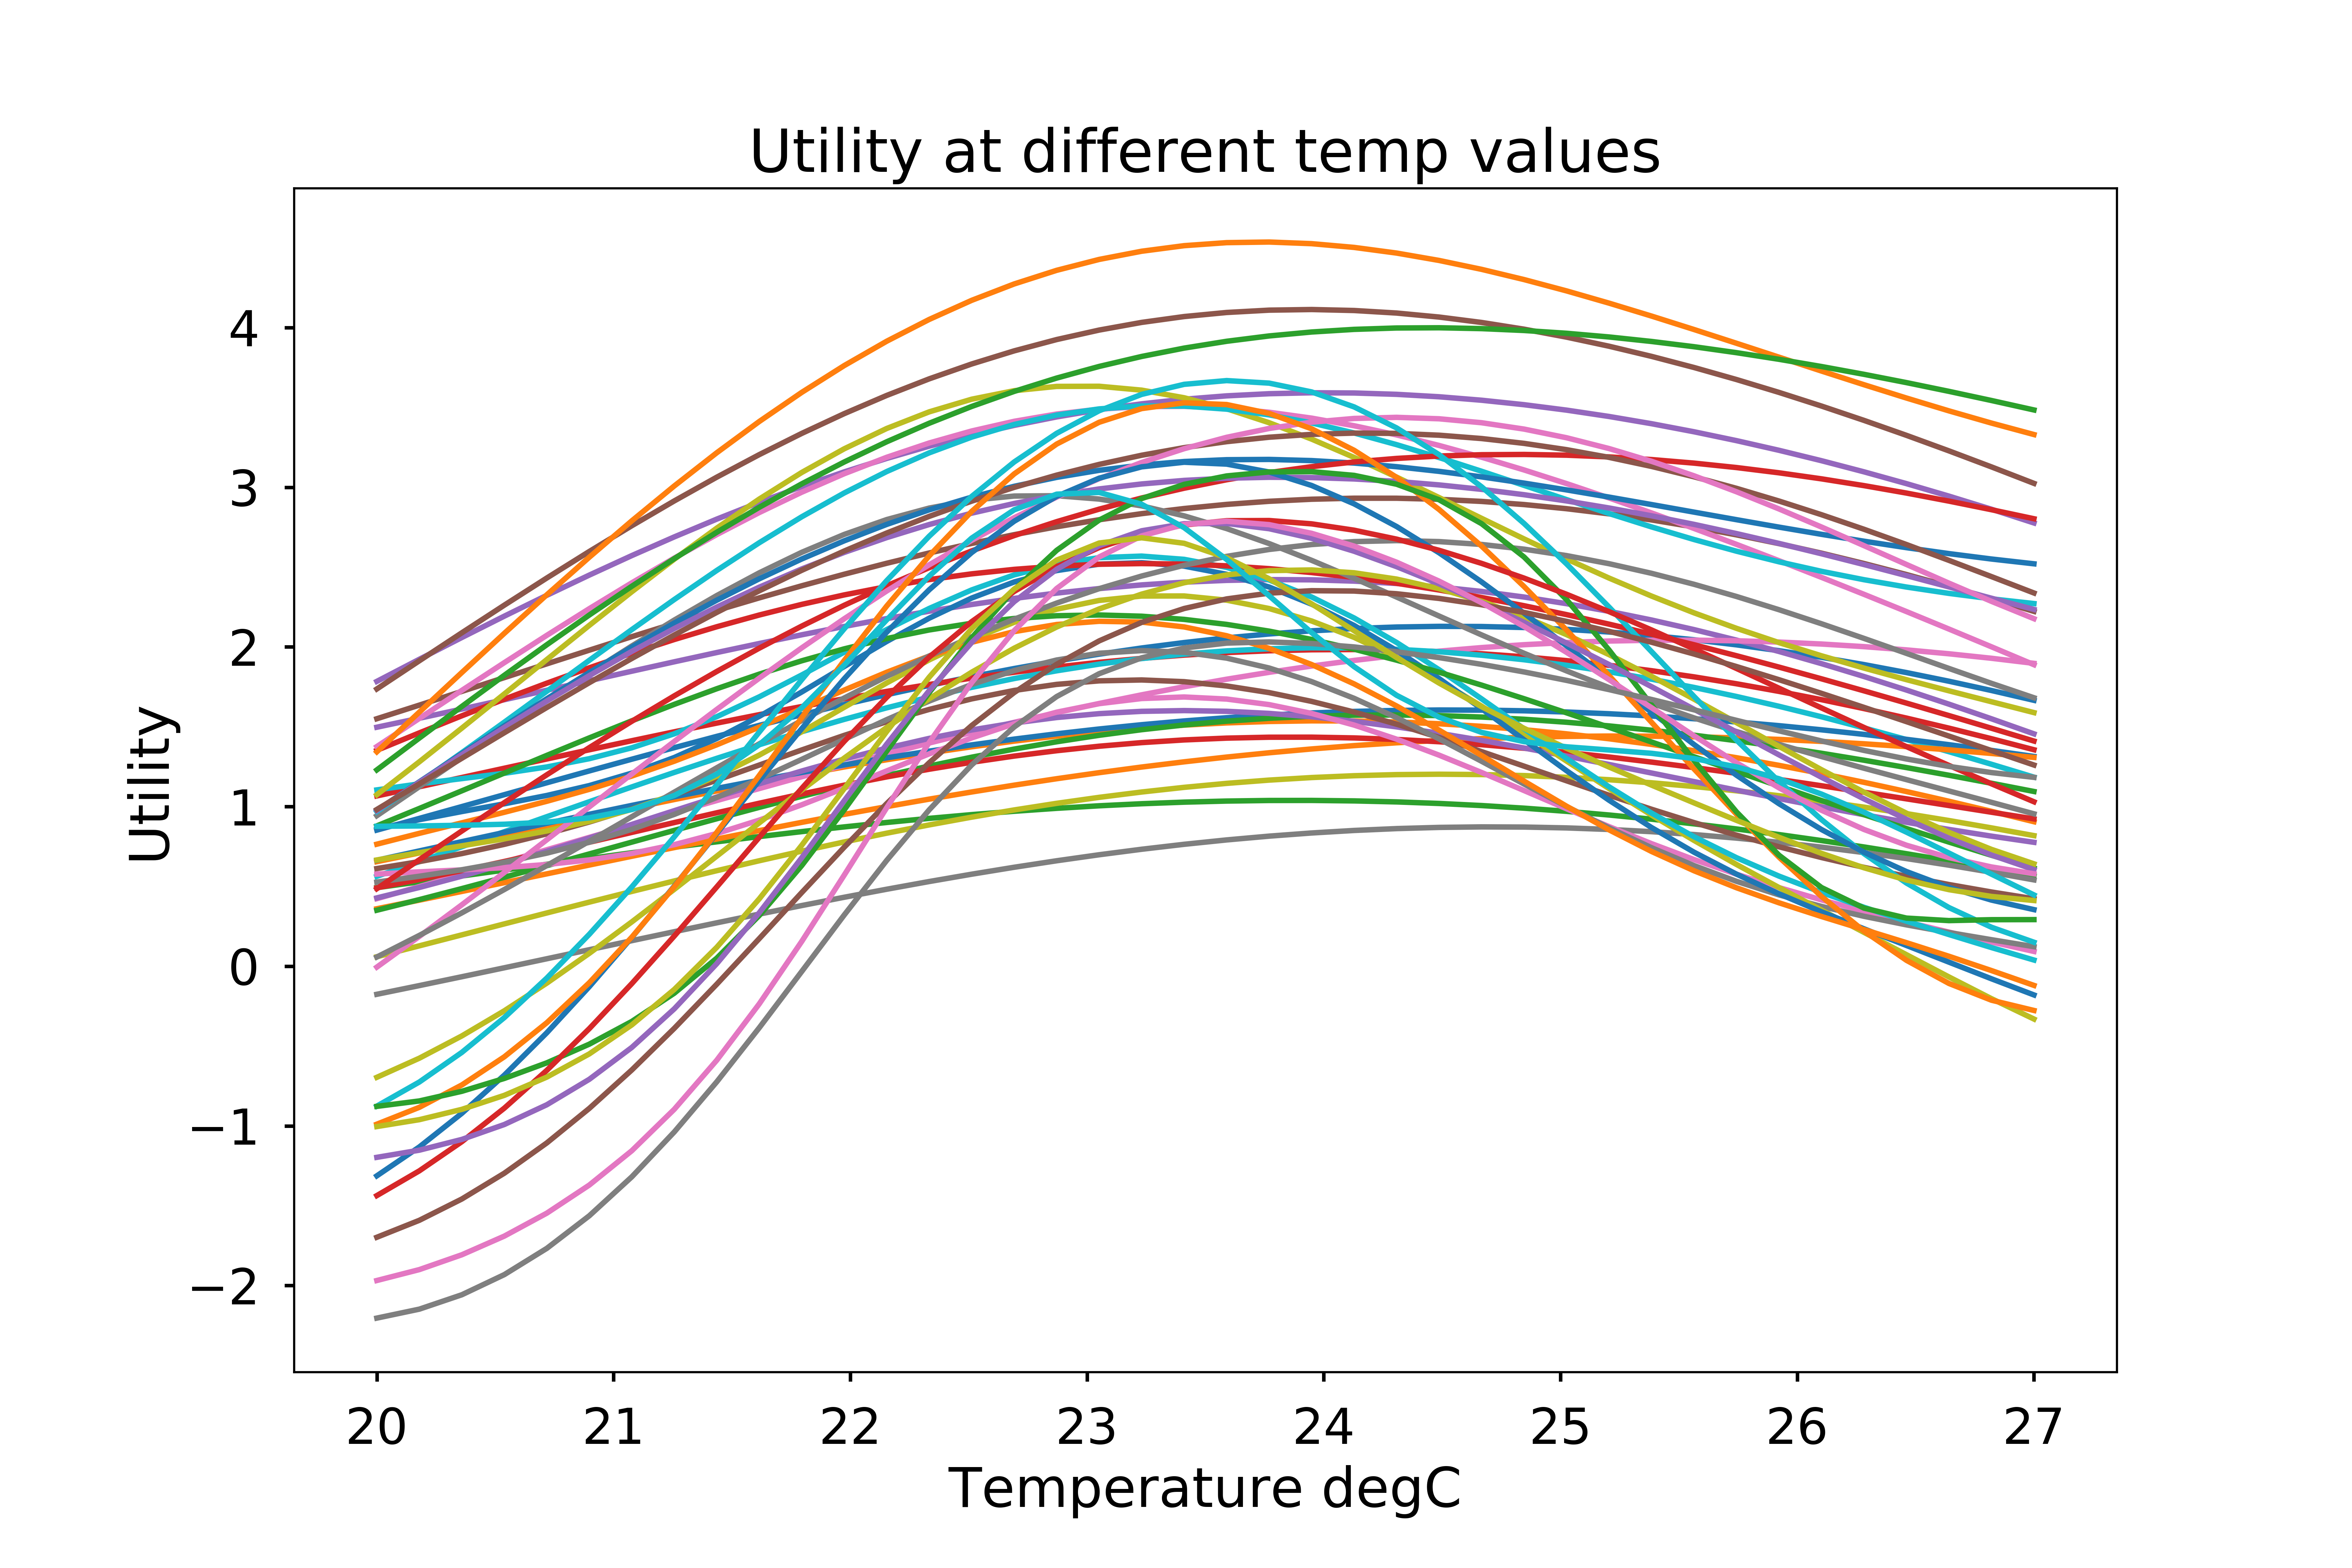 Utility at different temp values
4
3
2
1
0
−1
−2
Utility
20 21 22 23 24 25 26 27
Temperature degC